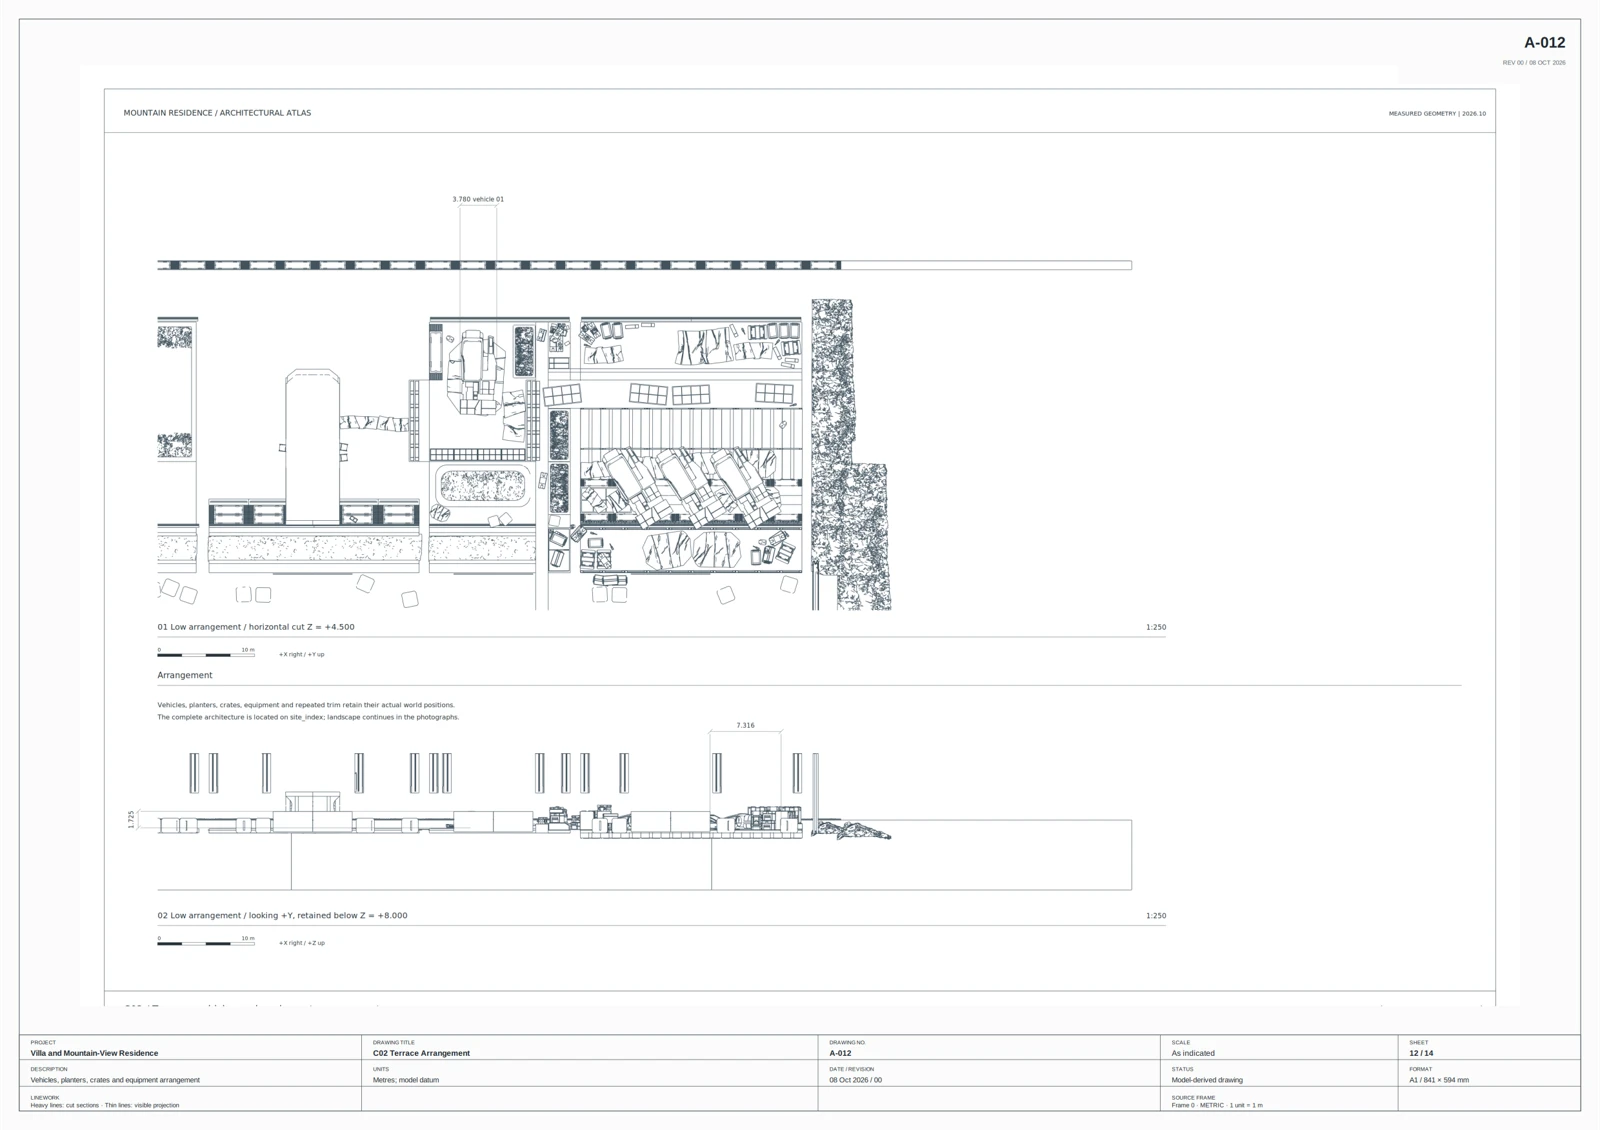 A-012
REV 00 / 08 OCT 2026
MOUNTAIN RESIDENCE / ARCHITECTURAL ATLAS
MEASURED GEOMETRY | 2026.10
3.780 vehicle 01
01 Low arrangement / horizontal cut Z = +4.500
1:250
0 10 m
+X right / +Y up
Arrangement
Vehicles, planters, crates, equipment and repeated trim retain their actual world positions.
The complete architecture is located on site_index; landscape continues in the photographs.
7.316
1.725
02 Low arrangement / looking +Y, retained below Z = +8.000
1:250
0 10 m
+X right / +Z up
PROJECT
Villa and Mountain-View Residence
DRAWING TITLE
C02 Terrace Arrangement
DRAWING NO.
A-012
SCALE
As indicated
SHEET
12 / 14
DESCRIPTION
Vehicles, planters, crates and equipment arrangement
UNITS
Metres; model datum
DATE / REVISION
08 Oct 2026 / 00
STATUS
Model-derived drawing
FORMAT
A1 / 841 × 594 mm
LINEWORK
Heavy lines: cut sections · Thin lines: visible projection
SOURCE FRAME
Frame 0 · METRIC · 1 unit = 1 m